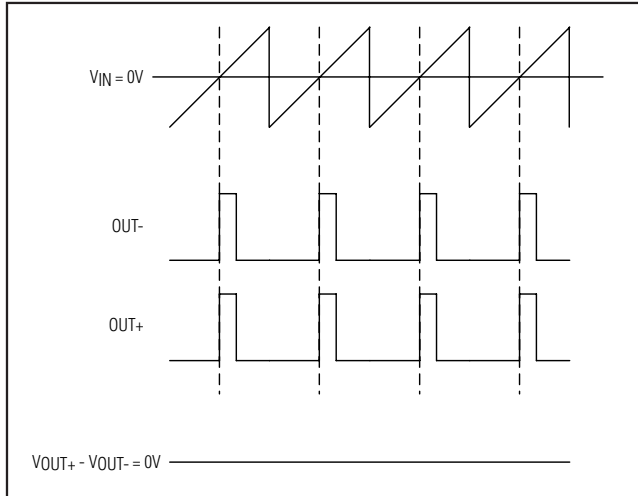 VIN = 0V
OUT-
OUT+
VOUT+ - VOUT- = 0V